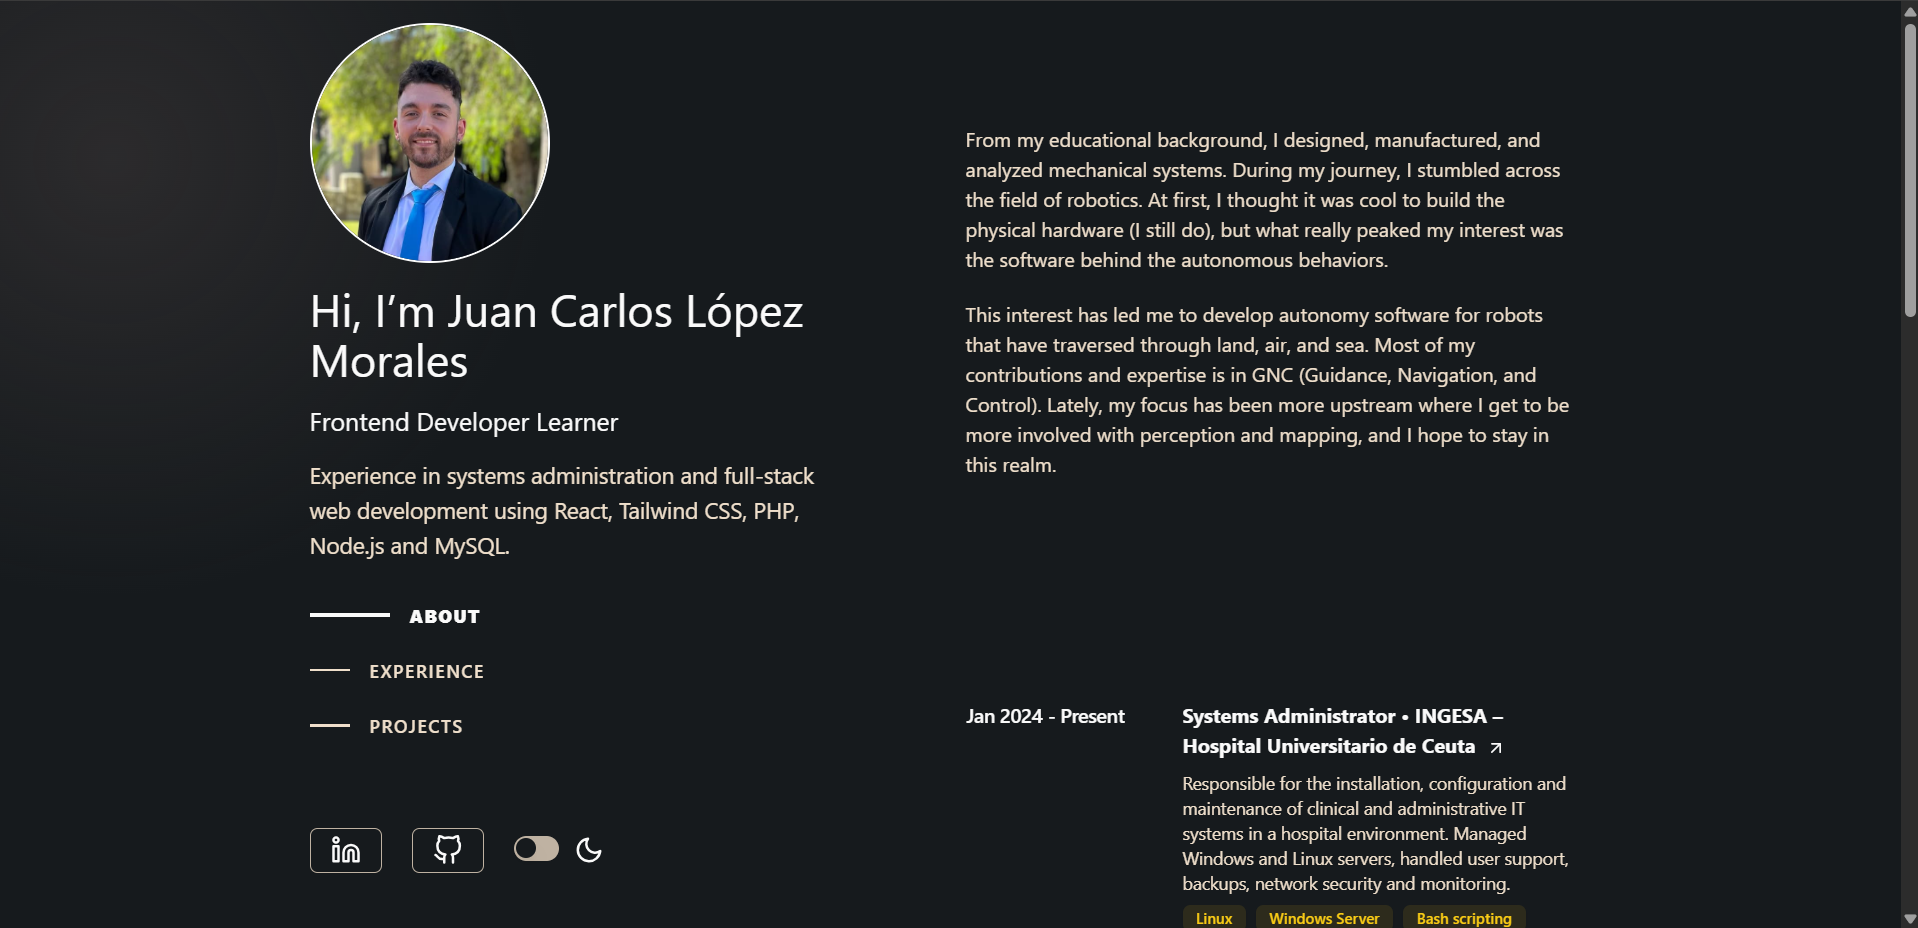 Hi, I’m Juan Carlos López
Morales
Frontend Developer Learner
Experience in systems administration and full-stack
web development using React, Tailwind CSS, PHP,
Node.js and MySQL.
ABOUT
EXPERIENCE
PROJECTS
in
From my educational background, I designed, manufactured, and
analyzed mechanical systems. During my journey, I stumbled across
the field of robotics. At first, I thought it was cool to build the
physical hardware (I still do), but what really peaked my interest was
the software behind the autonomous behaviors.
This interest has led me to develop autonomy software for robots
that have traversed through land, air, and sea. Most of my
contributions and expertise is in GNC (Guidance, Navigation, and
Control). Lately, my focus has been more upstream where I get to be
more involved with perception and mapping, and I hope to stay in
this realm.
Jan 2024 - Present
Systems Administrator • INGESA –
Hospital Universitario de Ceuta
Responsible for the installation, configuration and
maintenance of clinical and administrative IT
systems in a hospital environment. Managed
Windows and Linux servers, handled user support,
backups, network security and monitoring.
Linux Windows Server Bash scripting